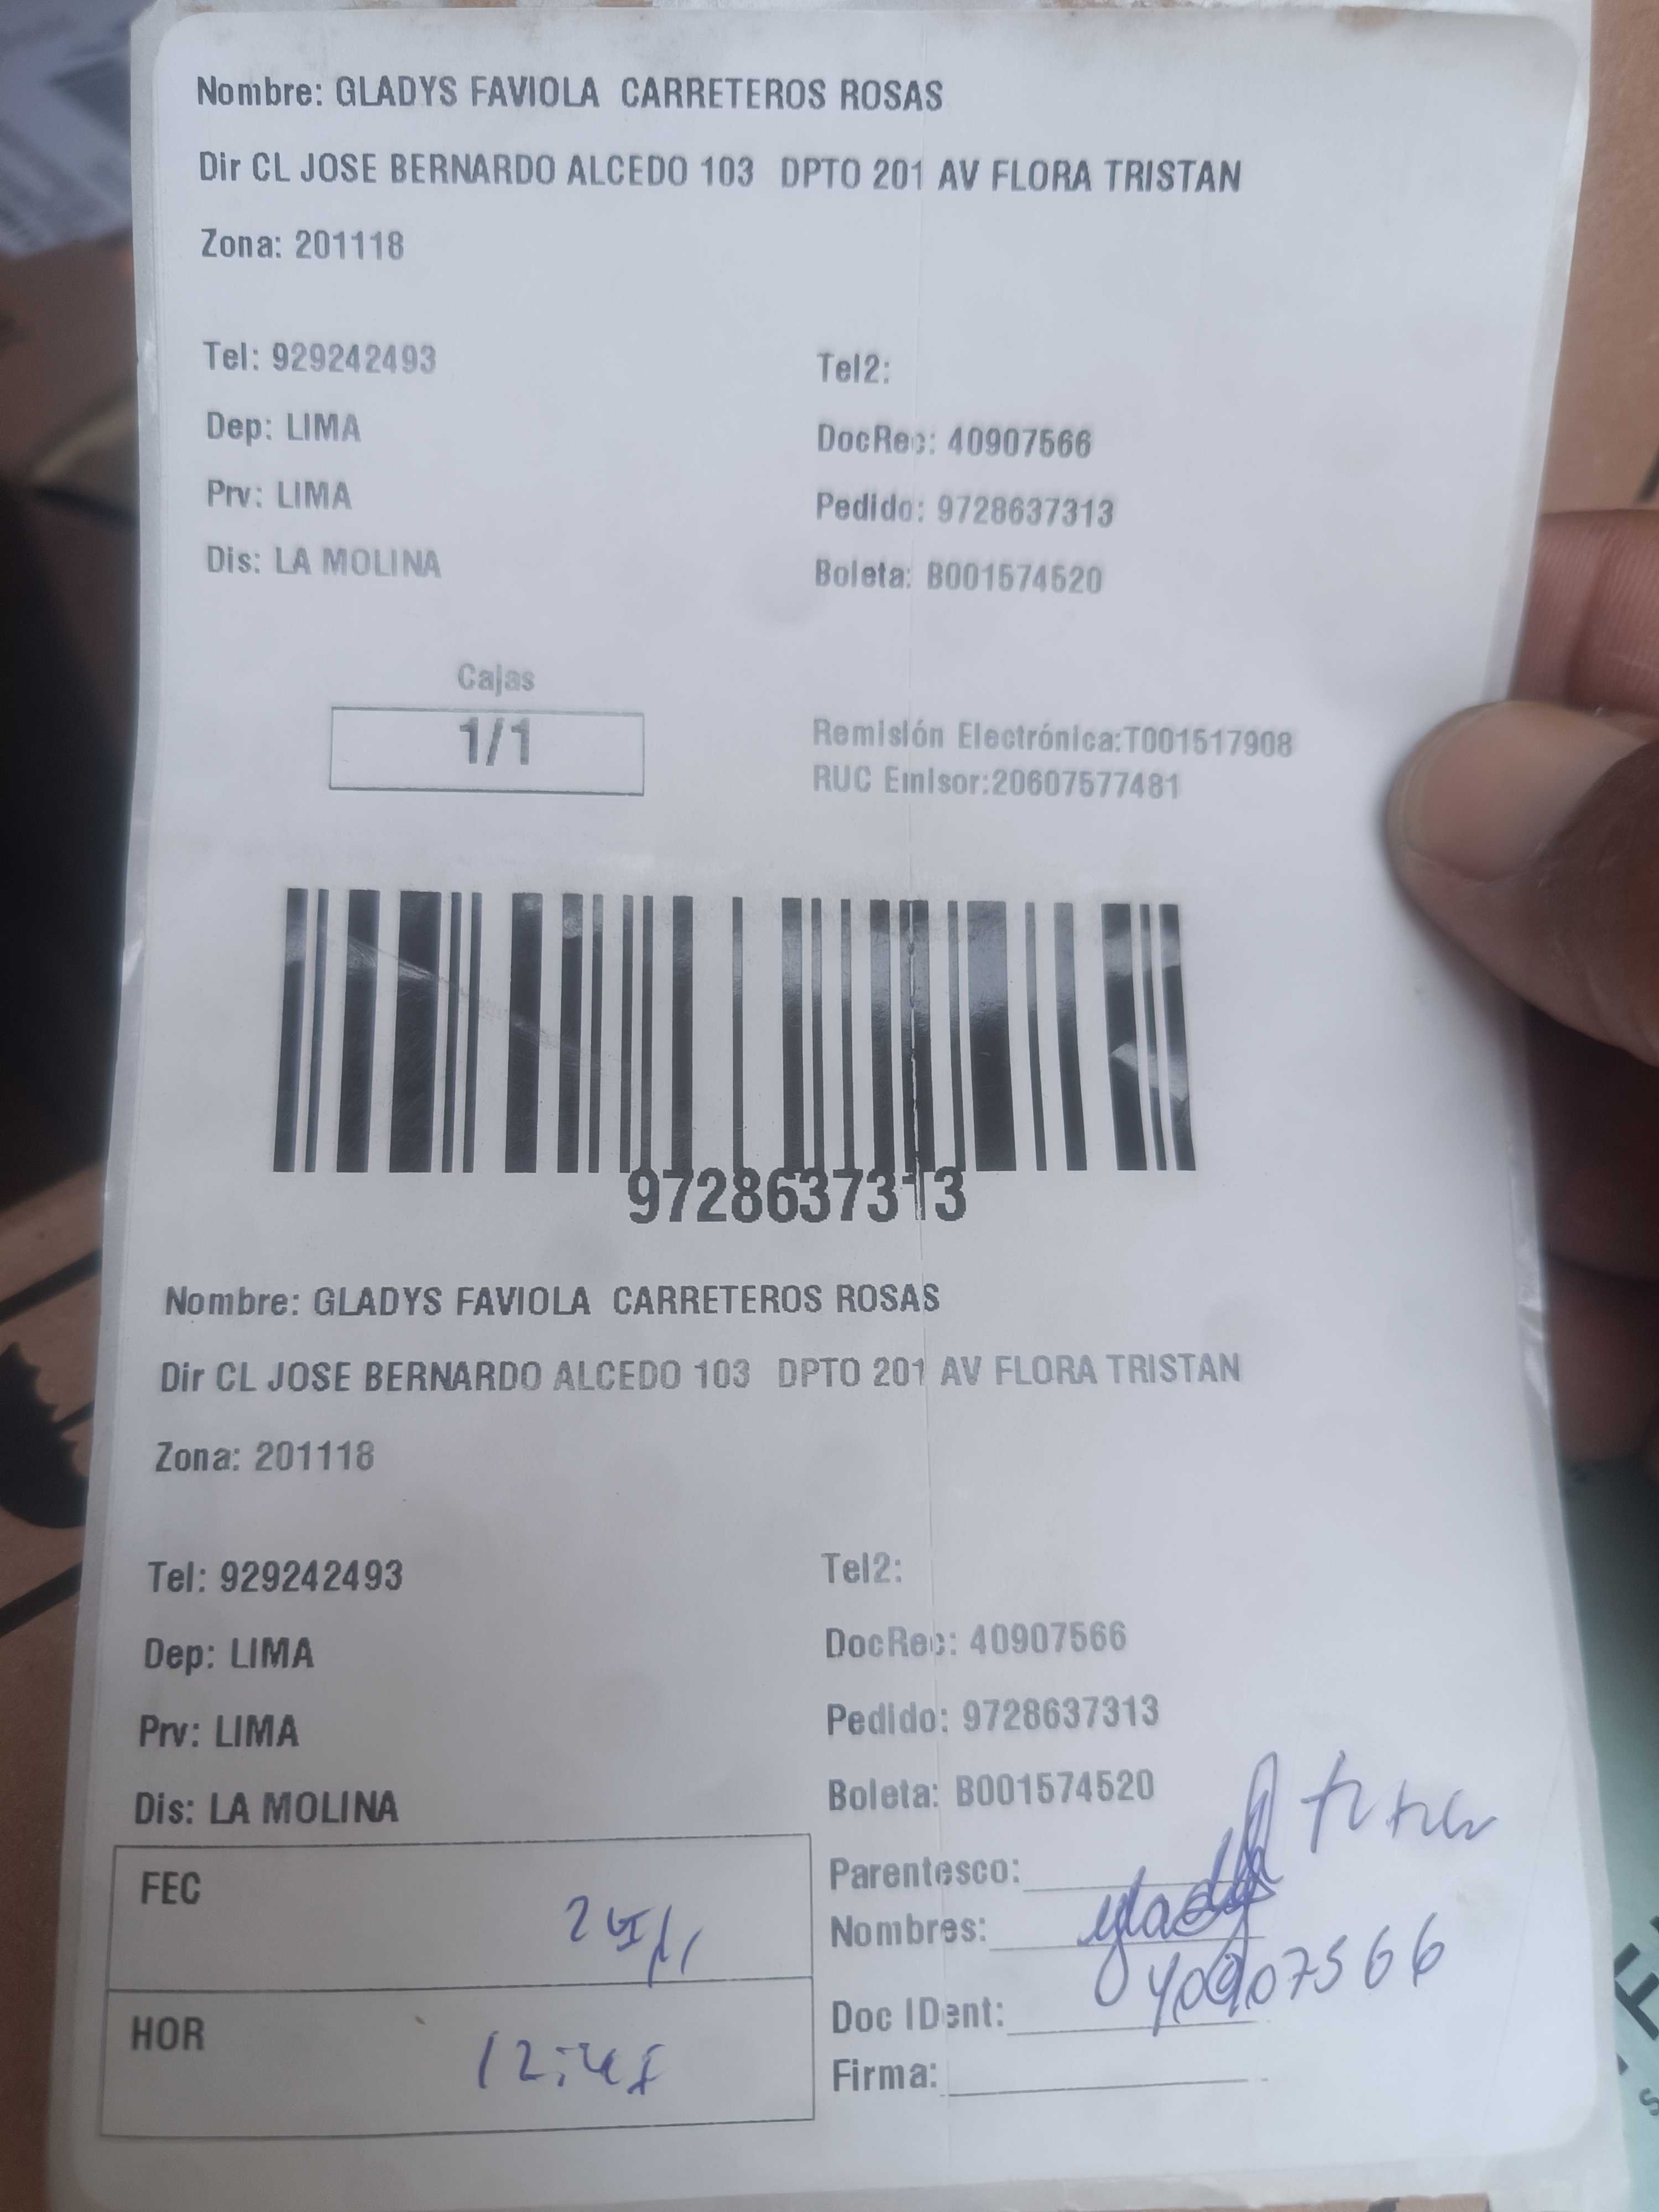 Nombre: GLADYS FAVIOLA CARRETEROS ROSAS
Dir CL JOSE BERNARDO ALCEDO 103 DPTO 201 AV FLORA TRISTAN
Zona: 201118
Tel: 929242493 Tel2:
Dep: LIMA DocRec: 40907566
Prv: LIMA Pedido: 9728637313
Dis: LA MOLINA Boleta: B001574520
Cajas
1/1
Remisión Electrónica:T001517908
RUC Emisor:20607577481
9728637313
Nombre: GLADYS FAVIOLA CARRETEROS ROSAS
Dir CL JOSE BERNARDO ALCEDO 103 DPTO 201 AV FLORA TRISTAN
Zona: 201118
Tel: 929242493 Tel2:
Dep: LIMA DocRec: 40907566
Prv: LIMA Pedido: 9728637313
Dis: LA MOLINA Boleta: B001574520
FEC
HOR
Parentesco:
Nombres: gladys
Doc IDent: 40907566
Firma: